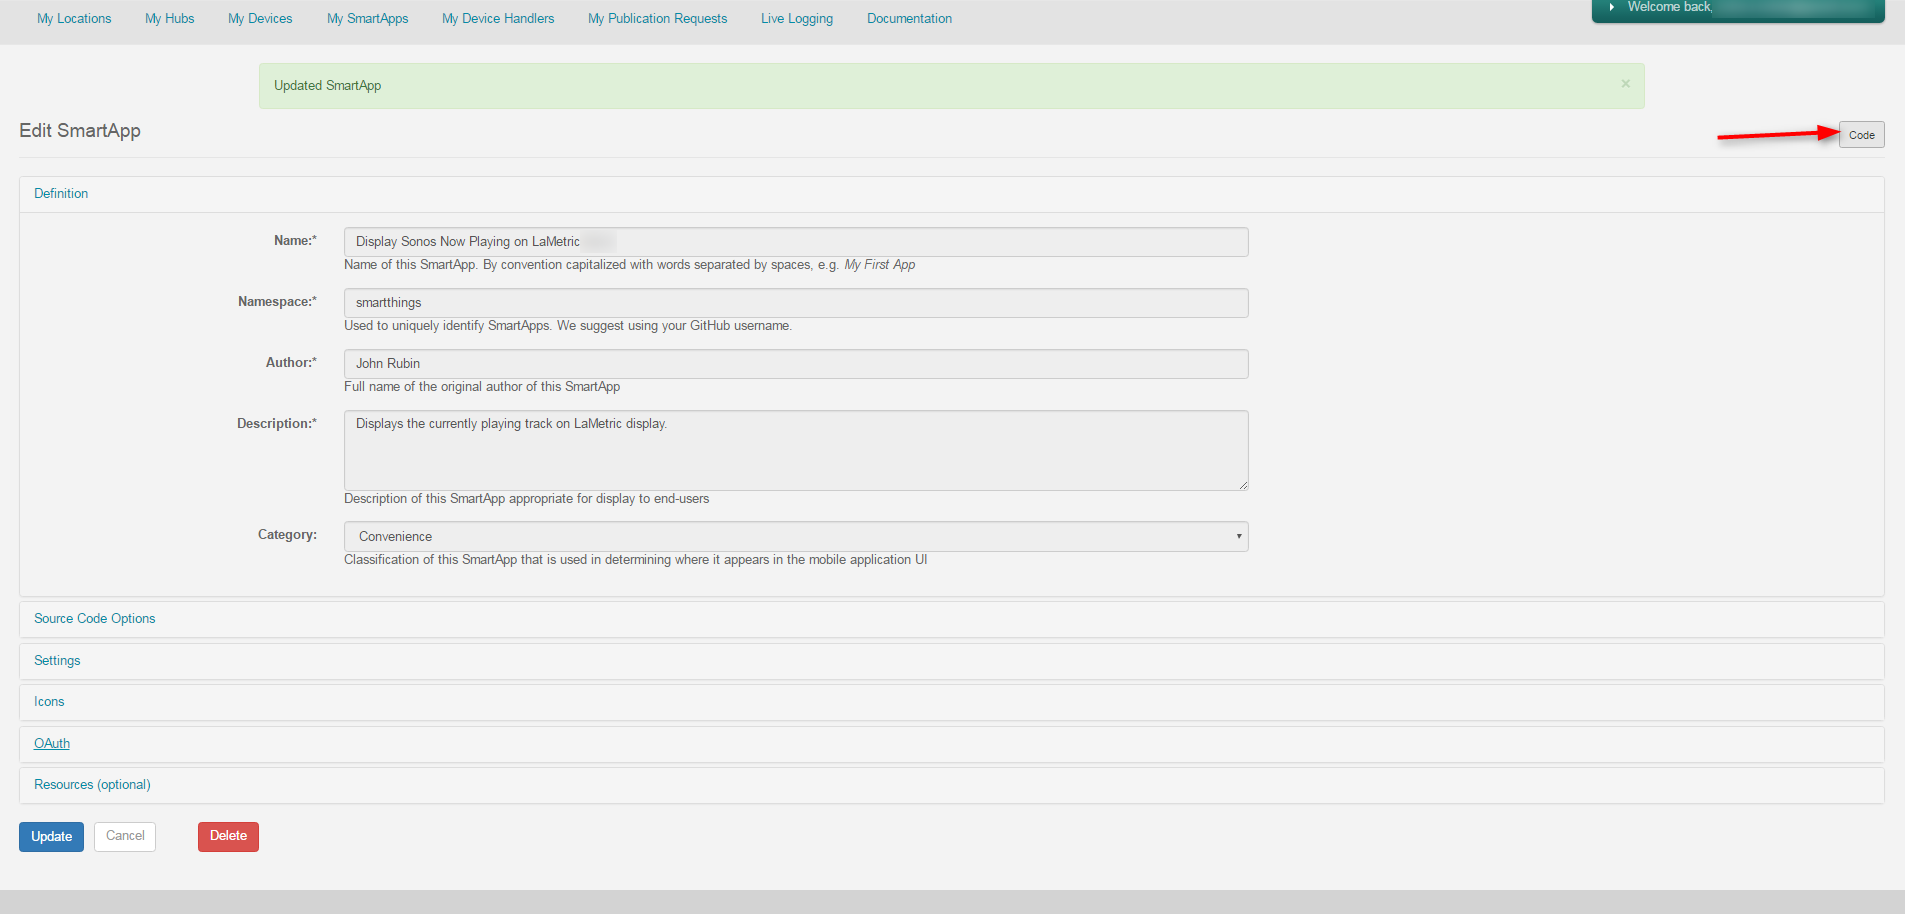 My Locations My Hubs My Devices My SmartApps My Device Handlers My Publication Requests Live Logging Documentation Welcome back,
Updated SmartApp ×
Edit SmartApp Code
Definition
Name:* Display Sonos Now Playing on LaMetric
Name of this SmartApp. By convention capitalized with words separated by spaces, e.g. My First App
Namespace:* smartthings
Used to uniquely identify SmartApps. We suggest using your GitHub username.
Author:* John Rubin
Full name of the original author of this SmartApp
Description:* Displays the currently playing track on LaMetric display.
Description of this SmartApp appropriate for display to end-users
Category: Convenience
Classification of this SmartApp that is used in determining where it appears in the mobile application UI
Source Code Options
Settings
Icons
OAuth
Resources (optional)
Update Cancel Delete